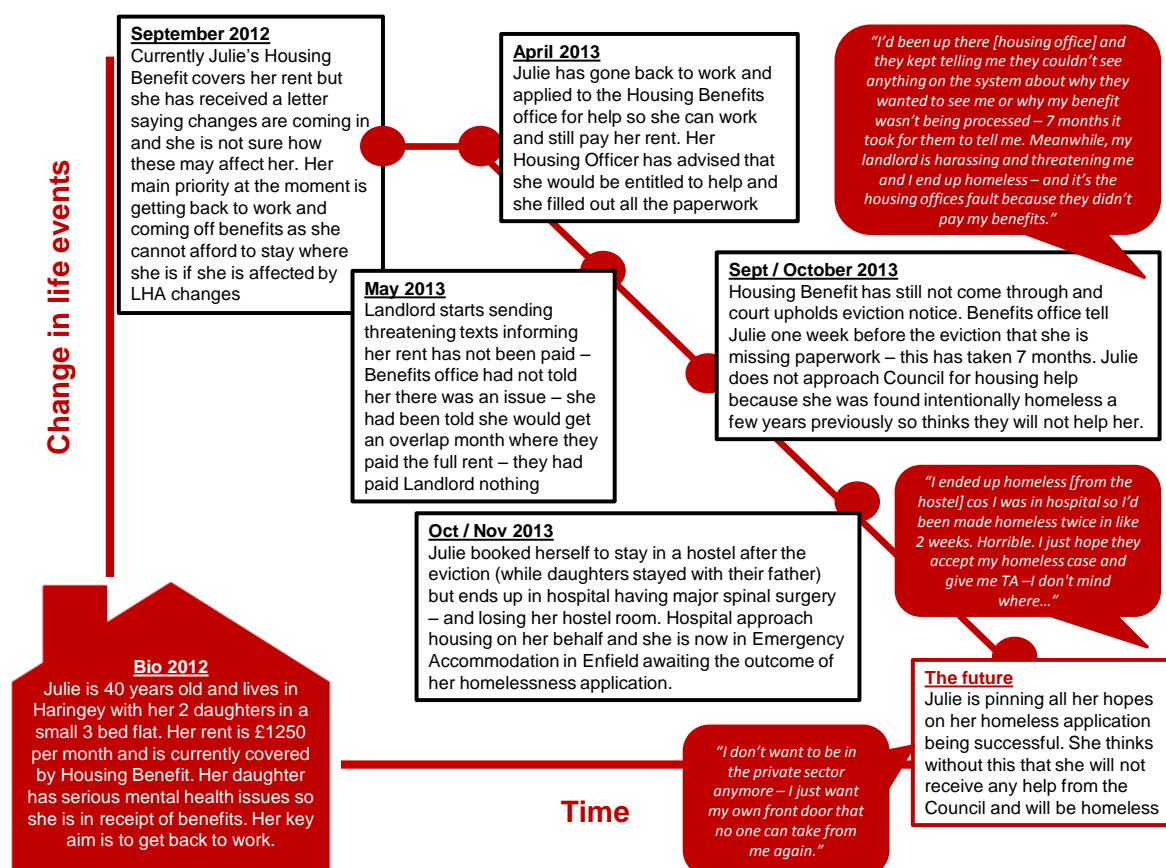 September 2012
Currently Julie’s Housing
Benefit covers her rent but
she has received a letter
saying changes are coming in
and she is not sure how
these may affect her. Her
main priority at the moment is
getting back to work and
coming off benefits as she
cannot afford to stay where
she is if she is affected by
LHA changes
April 2013
Julie has gone back to work and
applied to the Housing Benefits
office for help so she can work
and still pay her rent. Her
Housing Officer has advised that
she would be entitled to help and
she filled out all the paperwork
“I’d been up there [housing office] and
they kept telling me they couldn’t see
anything on the system about why they
wanted to see me or why my benefit
wasn’t being processed – 7 months it
took for them to tell me. Meanwhile, my
landlord is harassing and threatening me
and I end up homeless – and it’s the
housing offices fault because they didn’t
pay my benefits.”
Change in life events
May 2013
Landlord starts sending
threatening texts informing
her rent has not been paid –
Benefits office had not told
her there was an issue – she
had been told she would get
an overlap month where they
paid the full rent – they had
paid Landlord nothing
Sept / October 2013
Housing Benefit has still not come through and
court upholds eviction notice. Benefits office tell
Julie one week before the eviction that she is
missing paperwork – this has taken 7 months. Julie
does not approach Council for housing help
because she was found intentionally homeless a
few years previously so thinks they will not help her.
Oct / Nov 2013
Julie booked herself to stay in a hostel after the
eviction (while daughters stayed with their father)
but ends up in hospital having major spinal surgery
– and losing her hostel room. Hospital approach
housing on her behalf and she is now in Emergency
Accommodation in Enfield awaiting the outcome of
her homelessness application.
“I ended up homeless [from the
hostel] cos I was in hospital so I’d
been made homeless twice in like
2 weeks. Horrible. I just hope they
accept my homeless case and
give me TA –I don't mind
where…”
Bio 2012
Julie is 40 years old and lives in
Haringey with her 2 daughters in a
small 3 bed flat. Her rent is £1250
per month and is currently covered
by Housing Benefit. Her daughter
has serious mental health issues so
she is in receipt of benefits. Her key
aim is to get back to work.
Time
“I don’t want to be in
the private sector
anymore – I just want
my own front door that
no one can take from
me again.”
The future
Julie is pinning all her hopes
on her homeless application
being successful. She thinks
without this that she will not
receive any help from the
Council and will be homeless